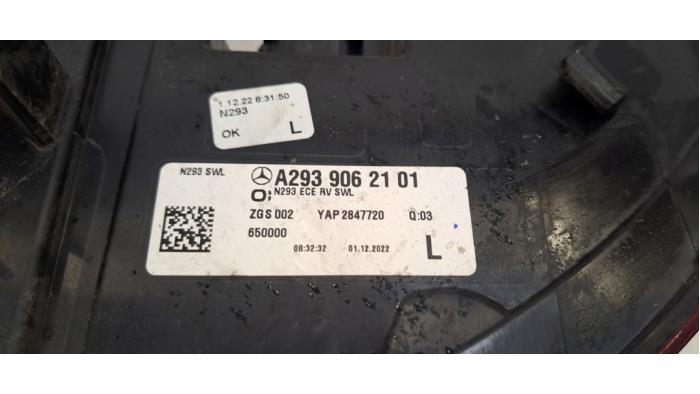 1.12.22 8:31:50
N293
OK L
N293 SWL
A293 906 21 01
N293 ECE RV SWL
ZGS 002 YAP 2847720 Q:03
650000
08:32:32 01.12.2022
L